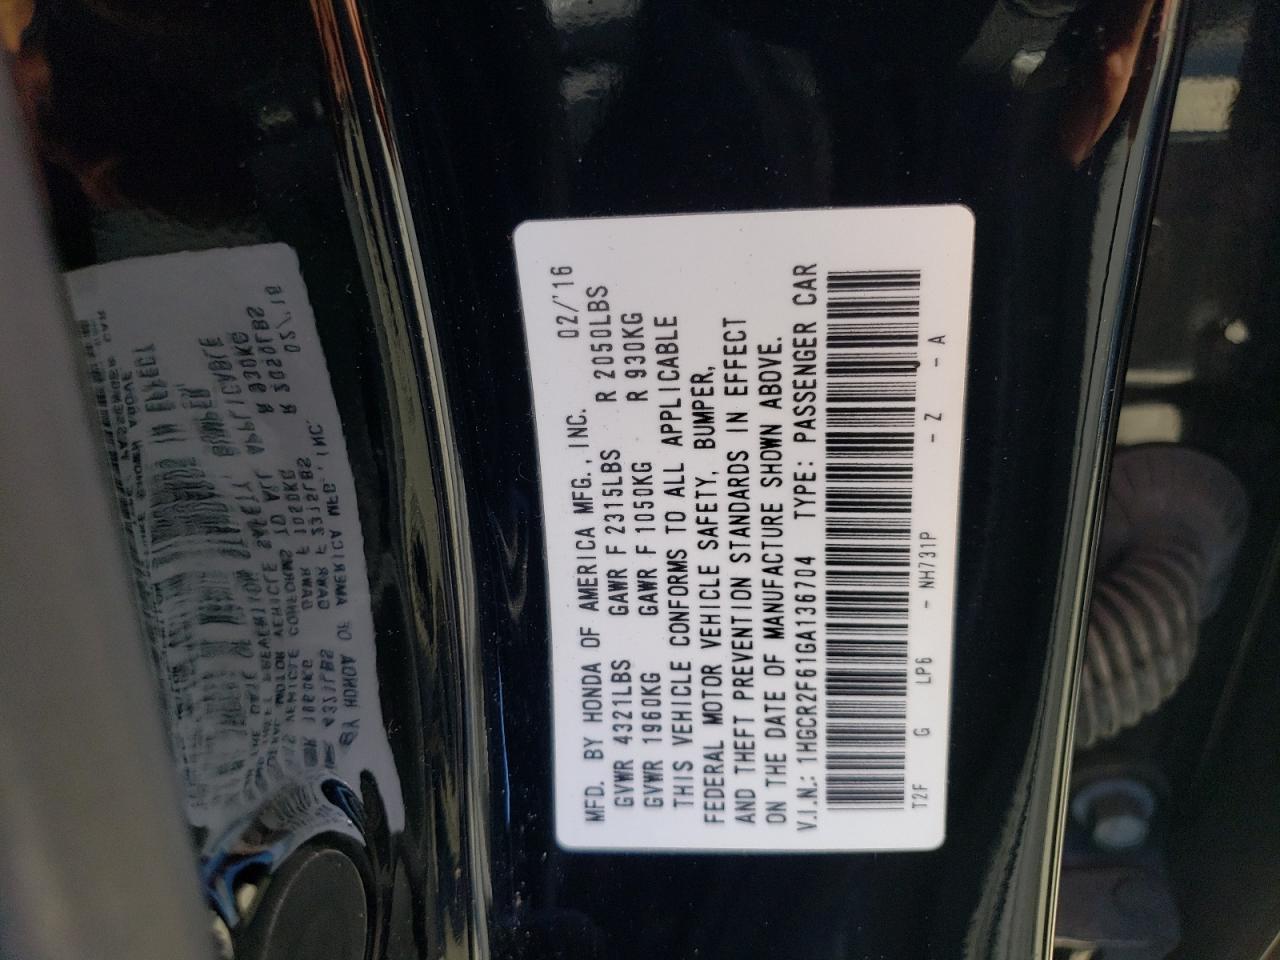 02/'16
MFD. BY HONDA OF AMERICA MFG., INC.
GVWR 4321LBS GAWR F 2315LBS R 2050LBS
GVWR 1960KG GAWR F 1050KG R 930KG
THIS VEHICLE CONFORMS TO ALL APPLICABLE
FEDERAL MOTOR VEHICLE SAFETY, BUMPER,
AND THEFT PREVENTION STANDARDS IN EFFECT
ON THE DATE OF MANUFACTURE SHOWN ABOVE.
V.I.N.: 1HGCR2F61GA136704 TYPE: PASSENGER CAR
T2F G LP6 - NH731P - Z - A